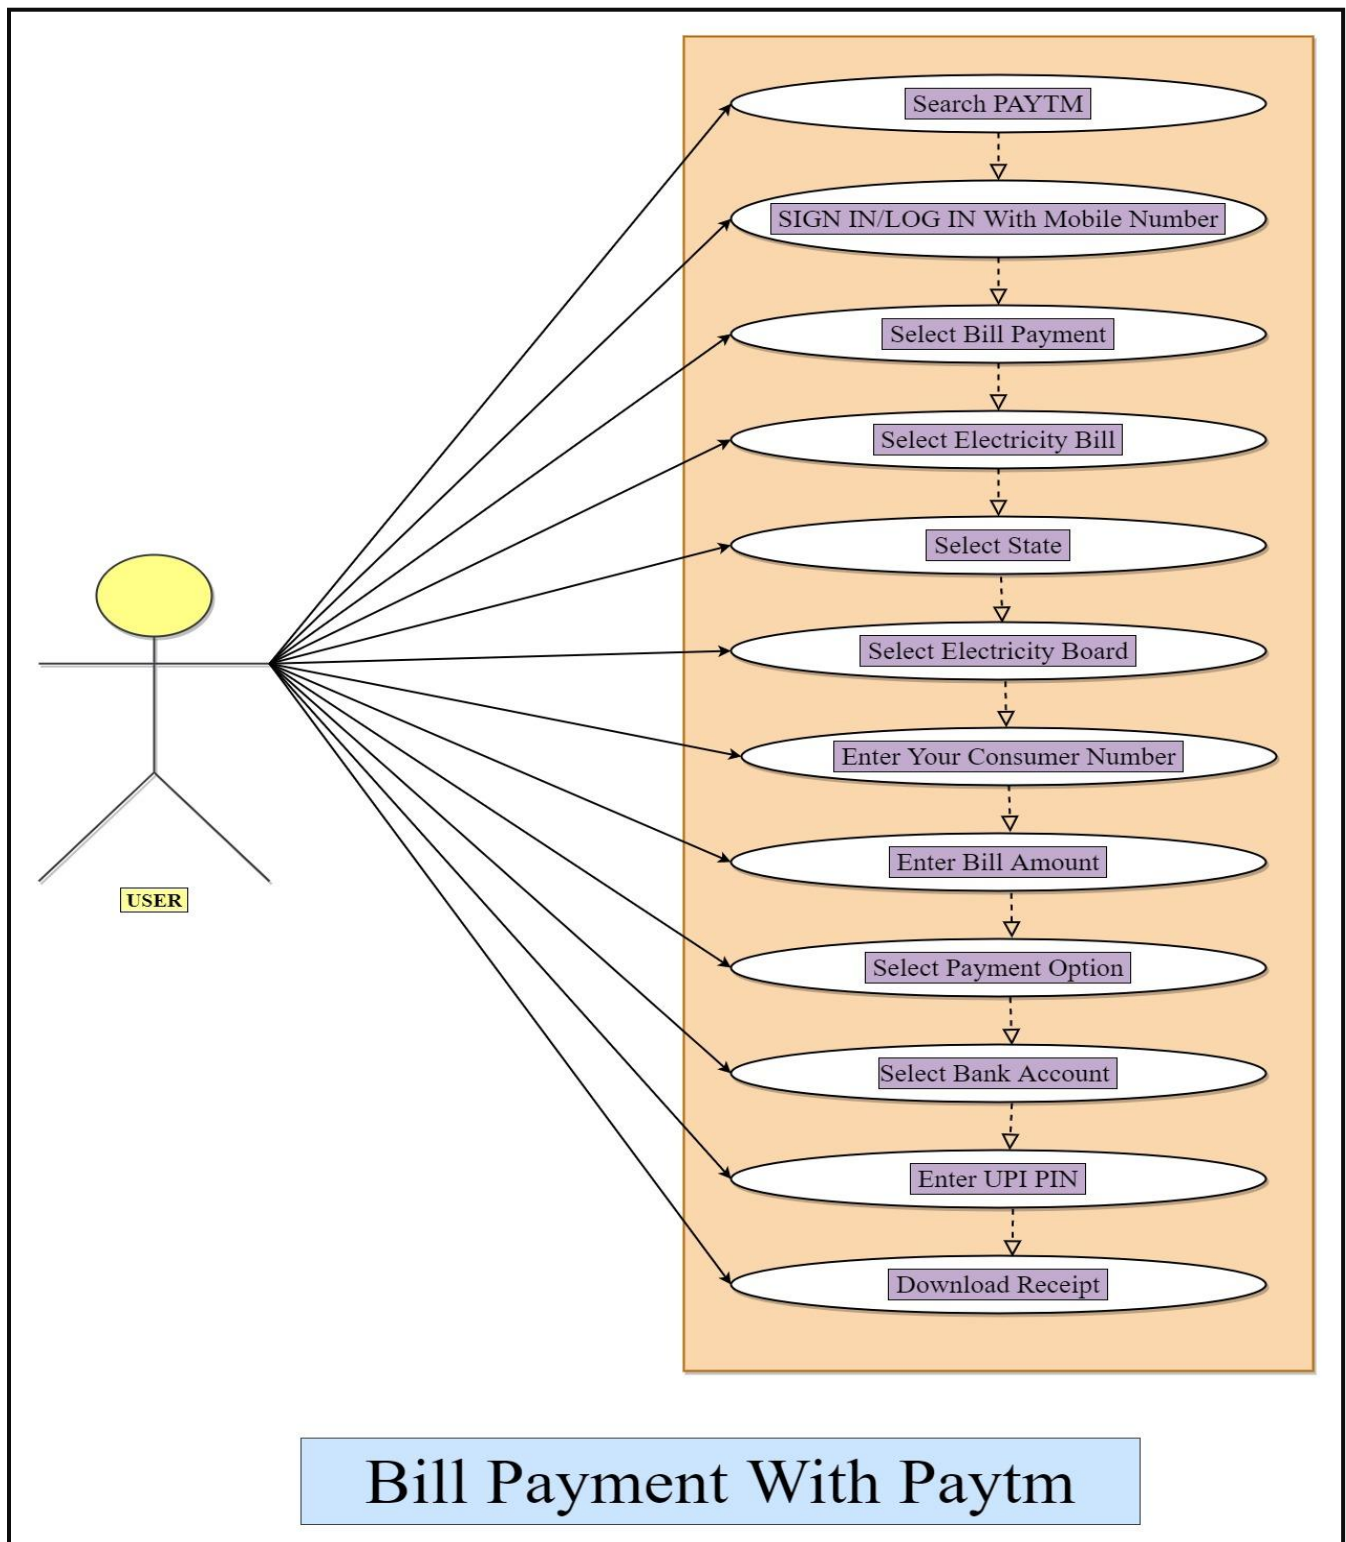 Search PAYTM
SIGN IN/LOG IN With Mobile Number
Select Bill Payment
Select Electricity Bill
Select State
Select Electricity Board
Enter Your Consumer Number
Enter Bill Amount
Select Payment Option
Select Bank Account
Enter UPI PIN
Download Receipt
USER
Bill Payment With Paytm